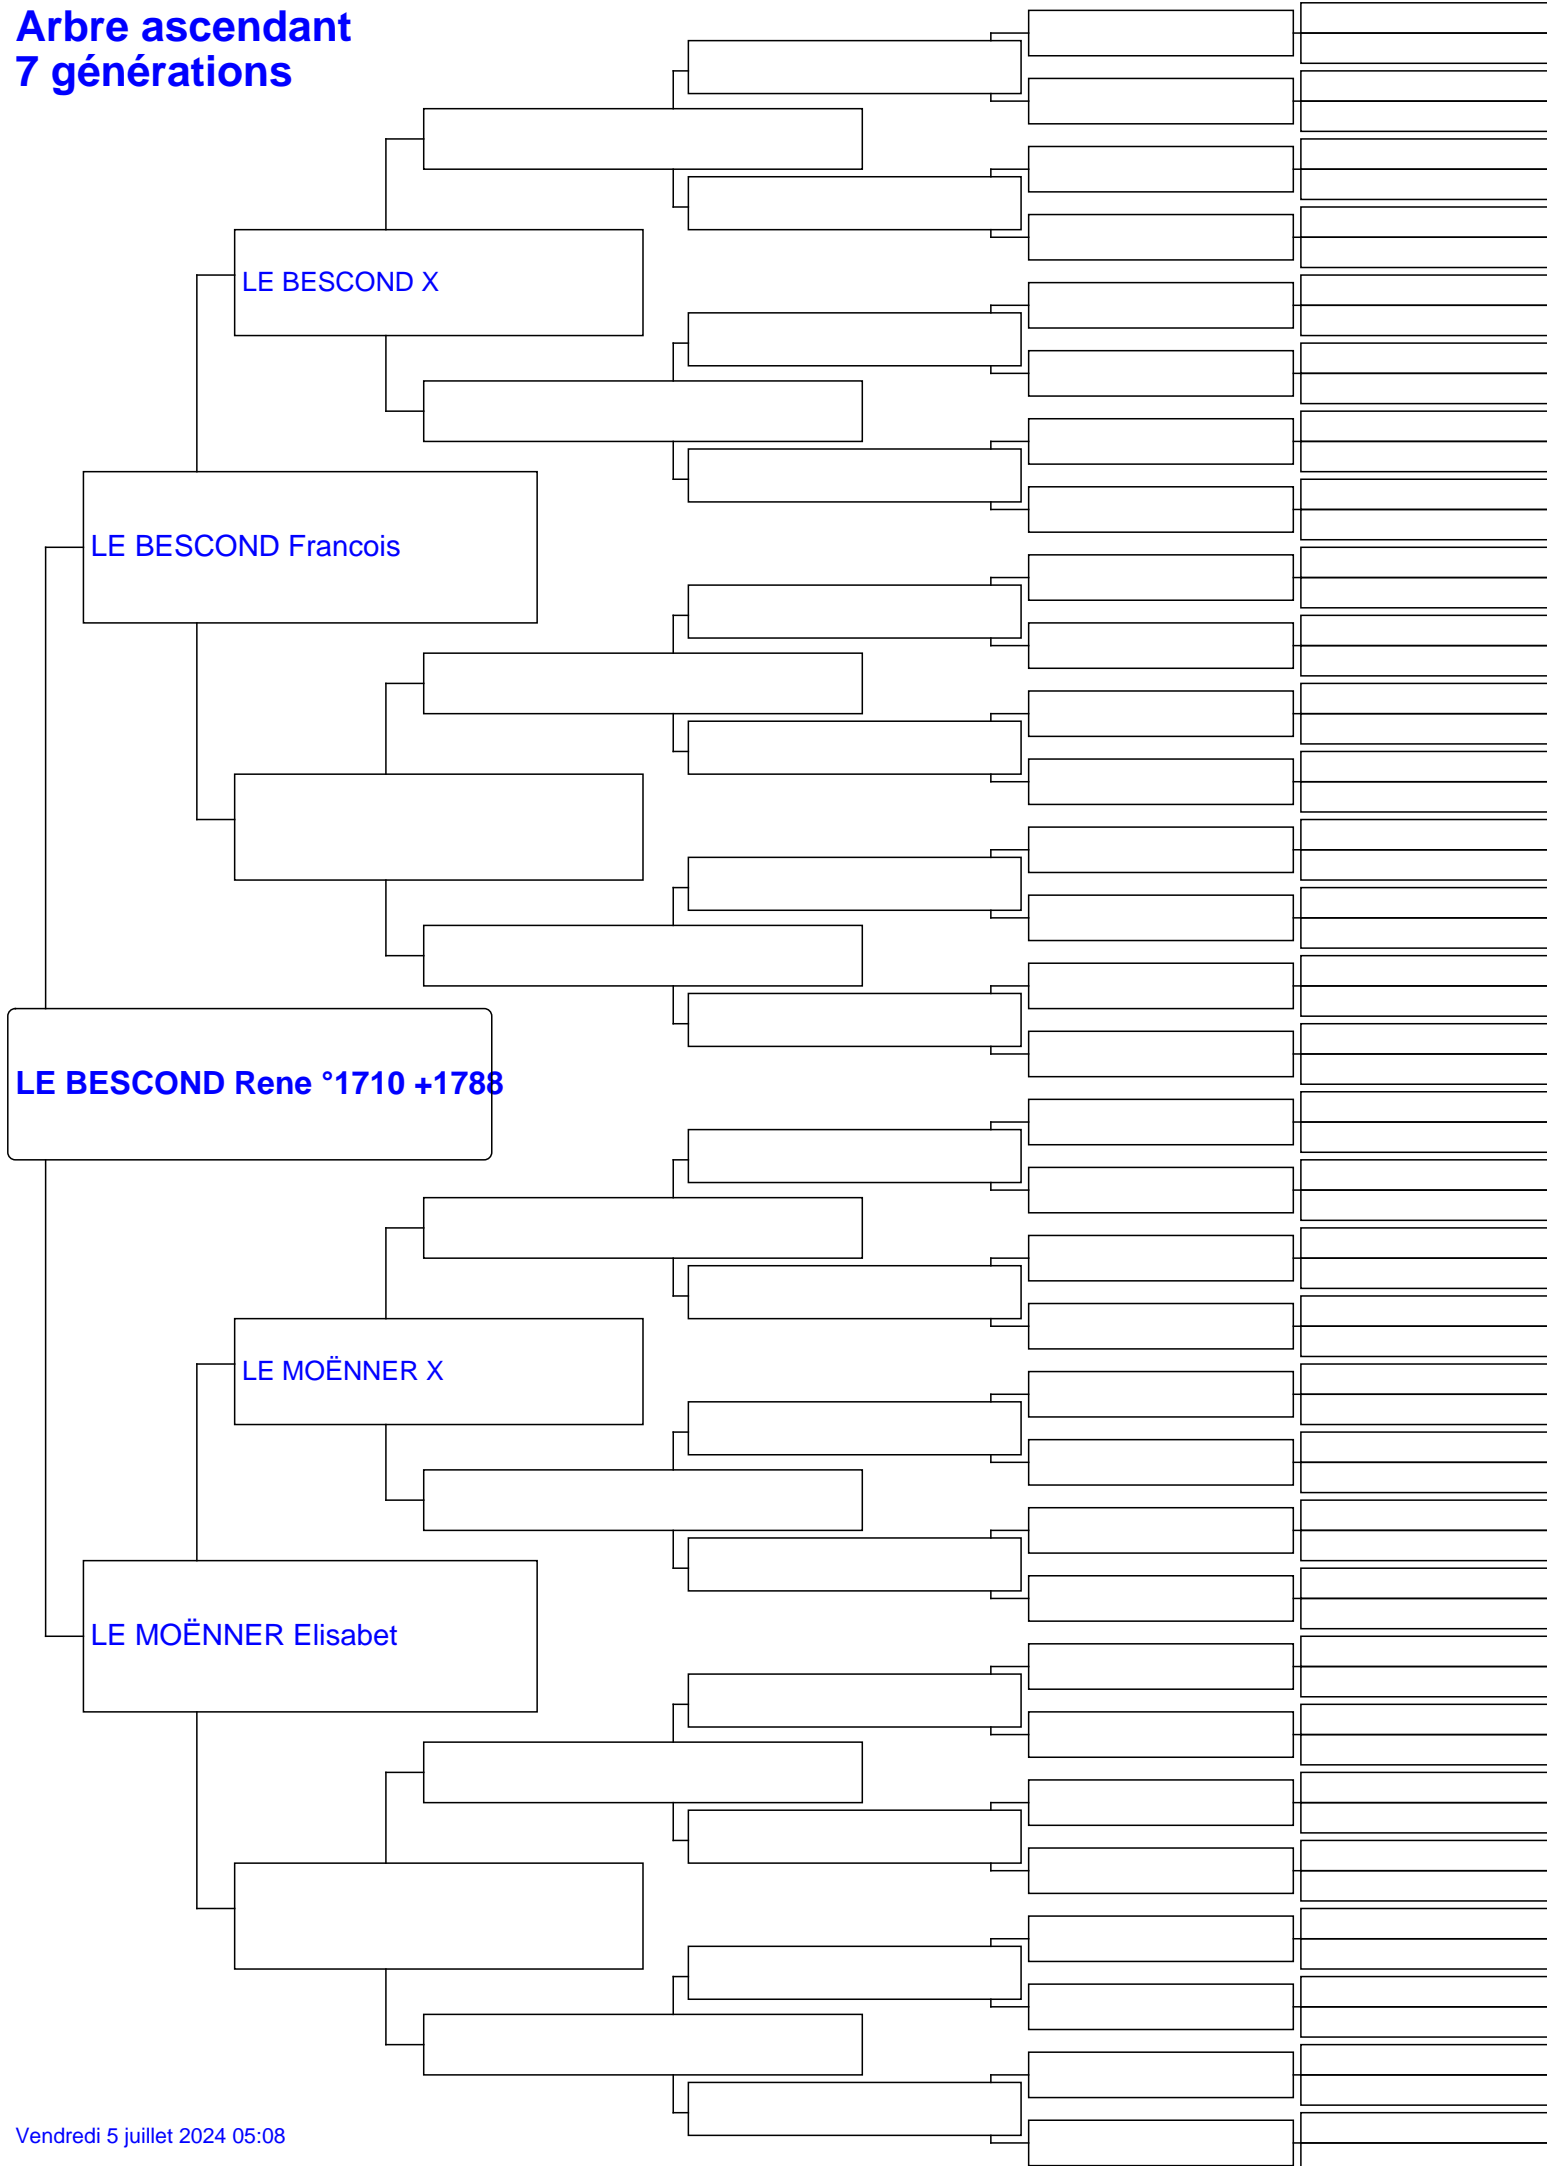 Arbre ascendant
7 générations
LE BESCOND X
LE BESCOND Francois
LE BESCOND Rene °1710 +1788
LE MOËNNER X
LE MOËNNER Elisabet
Vendredi 5 juillet 2024 05:08